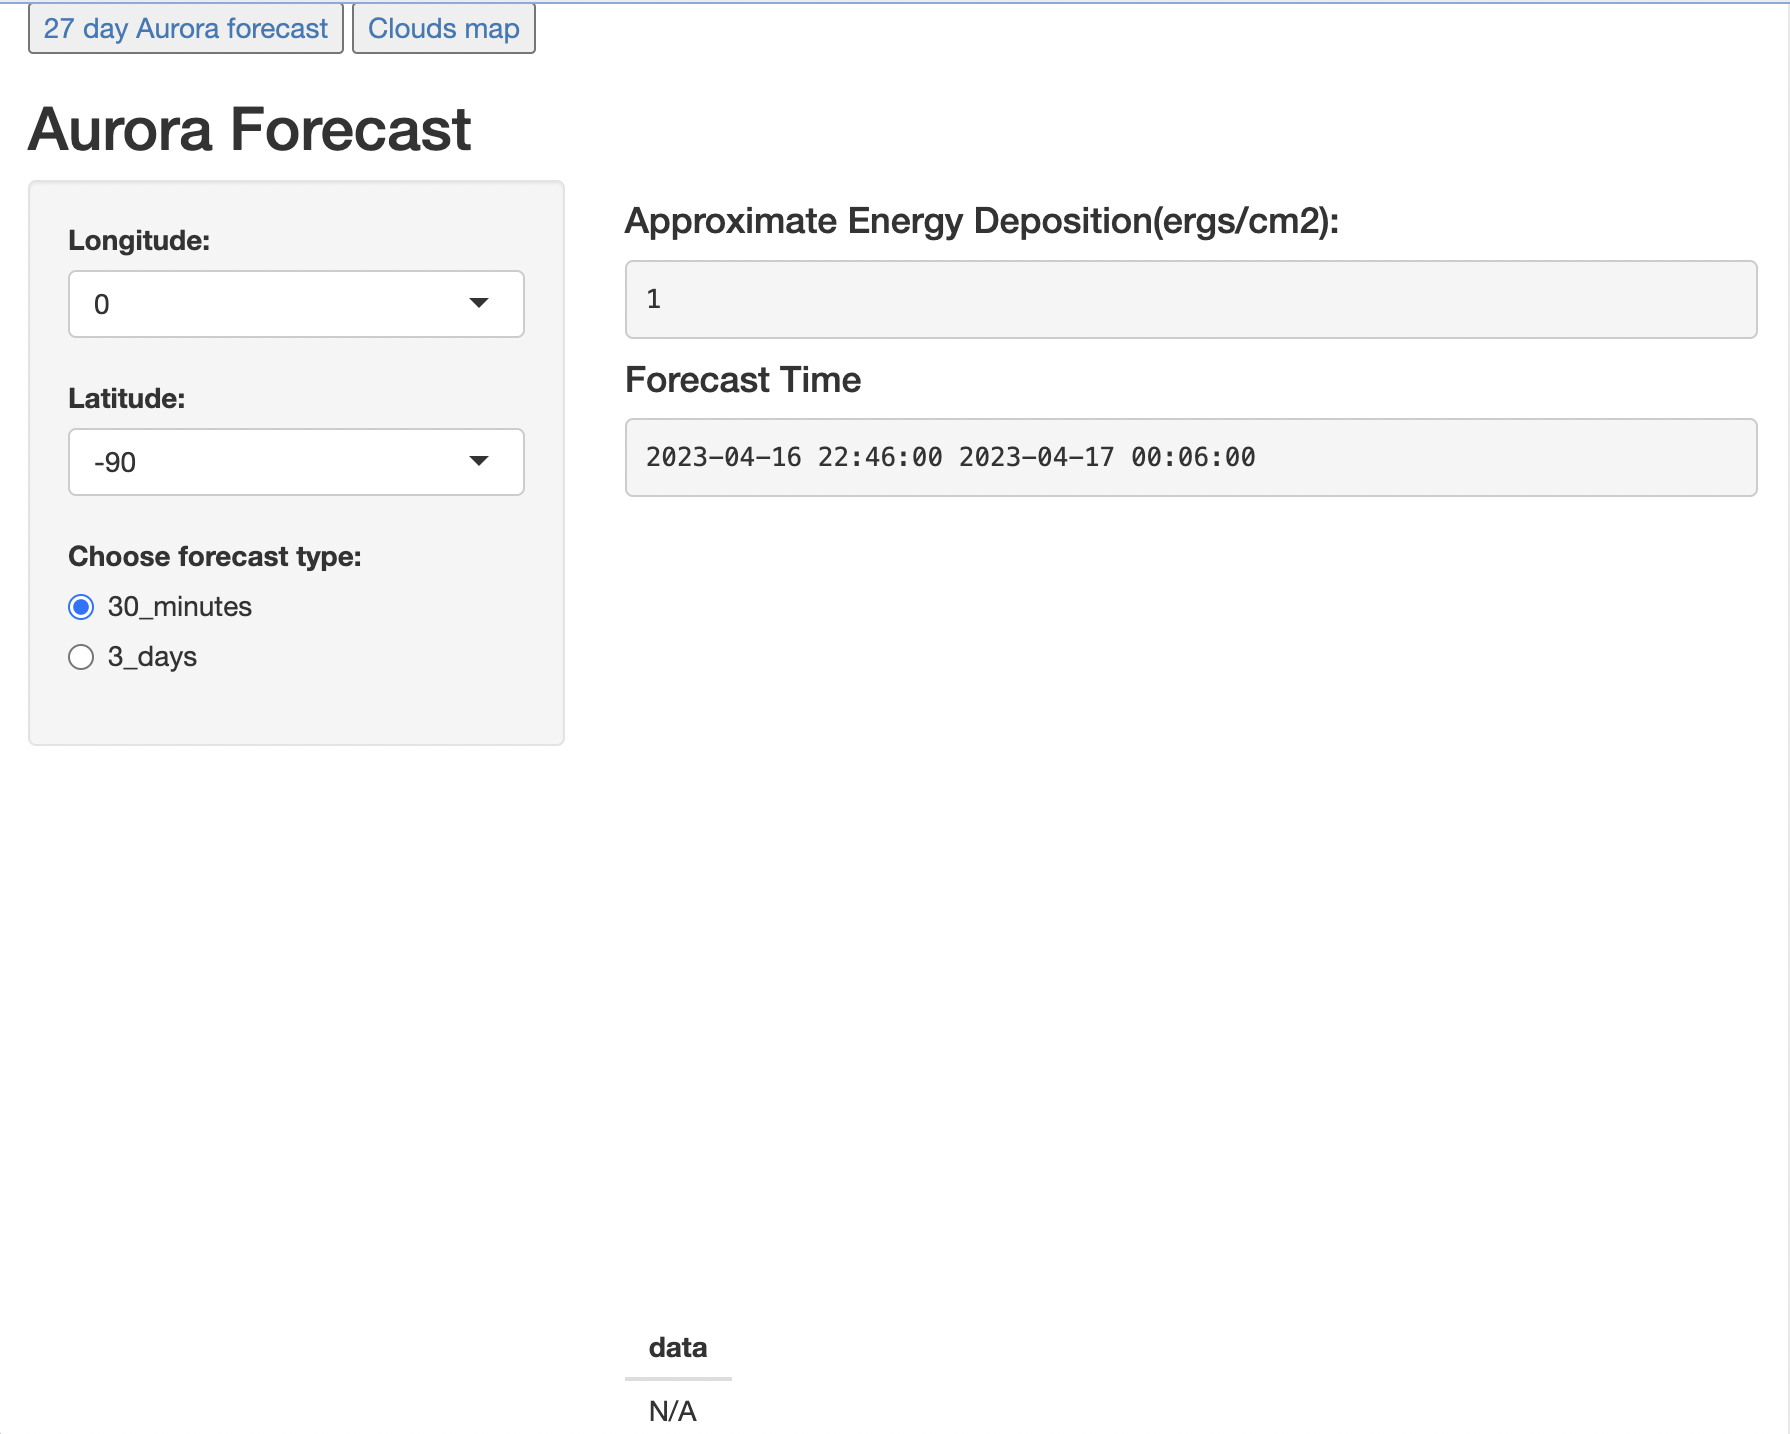 27 day Aurora forecast Clouds map
Aurora Forecast
Longitude:
0
Latitude:
-90
Choose forecast type:
30_minutes
3_days
Approximate Energy Deposition(ergs/cm2):
1
Forecast Time
2023-04-16 22:46:00 2023-04-17 00:06:00
data
N/A